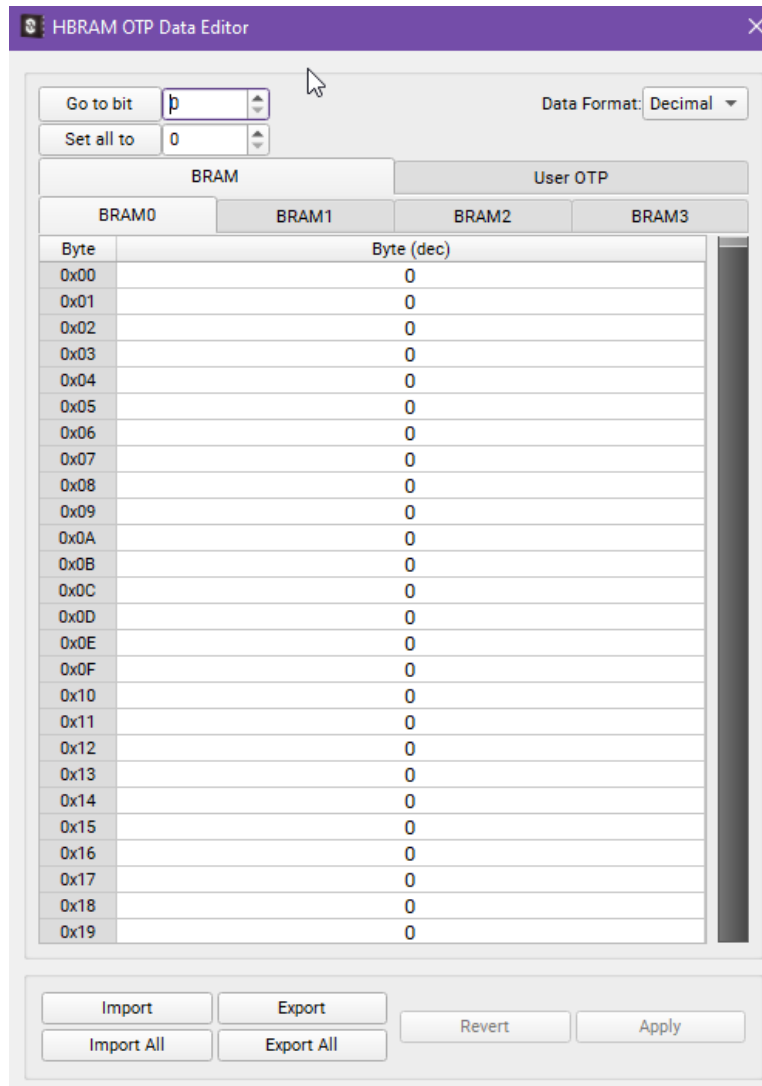 HBRAM OTP Data Editor
Go to bit 0 Data Format: Decimal
Set all to 0
BRAM User OTP
BRAM0 BRAM1 BRAM2 BRAM3
Byte Byte (dec)
0x00 0
0x01 0
0x02 0
0x03 0
0x04 0
0x05 0
0x06 0
0x07 0
0x08 0
0x09 0
0x0A 0
0x0B 0
0x0C 0
0x0D 0
0x0E 0
0x0F 0
0x10 0
0x11 0
0x12 0
0x13 0
0x14 0
0x15 0
0x16 0
0x17 0
0x18 0
0x19 0
Import Export Revert Apply
Import All Export All